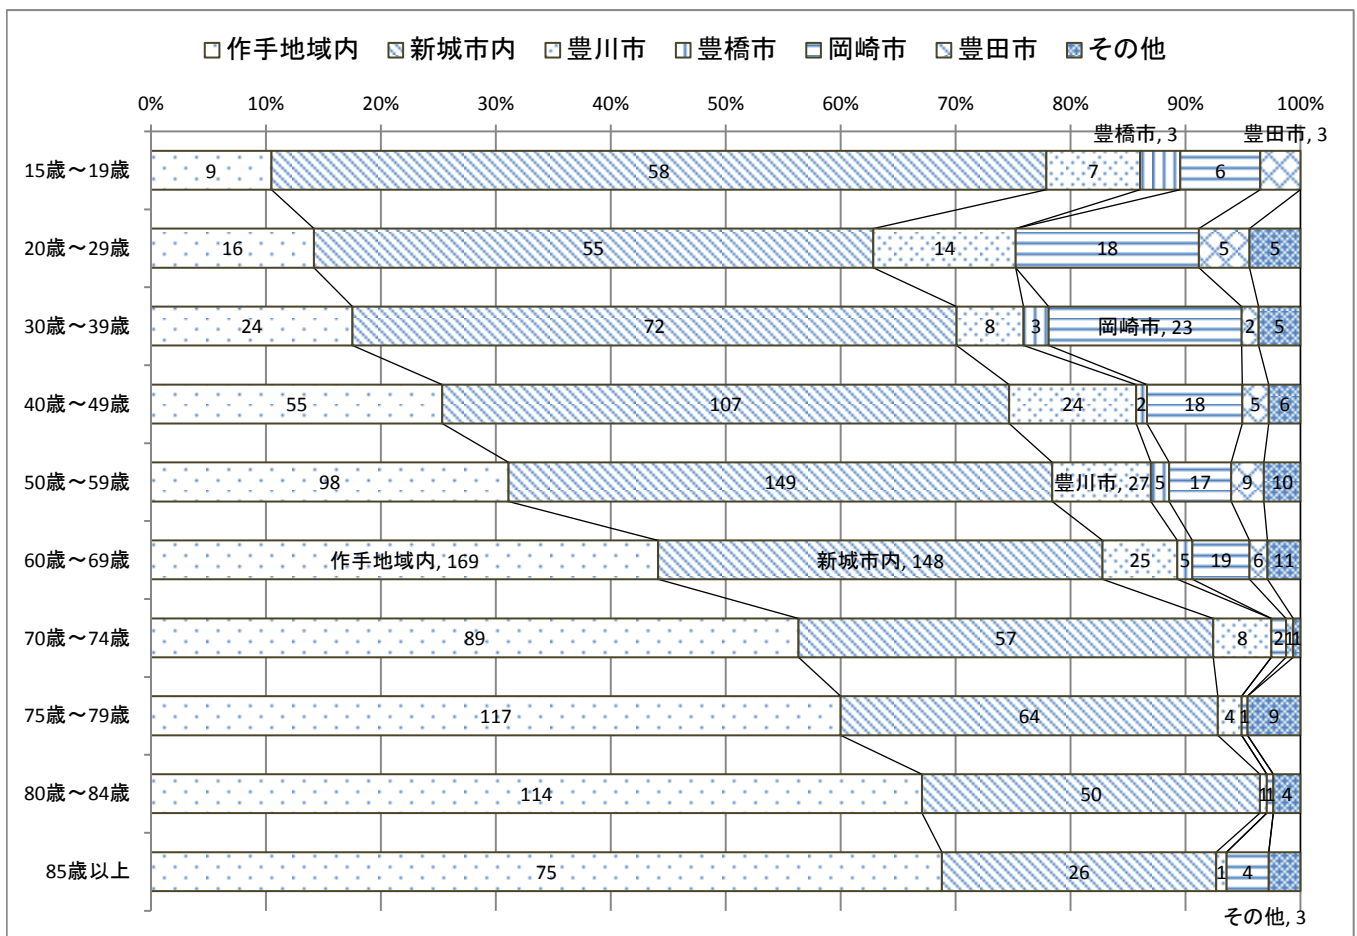 作手地域内 新城市内 豊川市 豊橋市 岡崎市 豊田市 その他
0% 10% 20% 30% 40% 50% 60% 70% 80% 90% 100%
豊橋市, 3 豊田市, 3
15歳～19歳 9 58 7 6
20歳～29歳 16 55 14 18 5 5
30歳～39歳 24 72 8 3 岡崎市, 23 2 5
40歳～49歳 55 107 24 2 18 5 6
50歳～59歳 98 149 豊川市, 27 5 17 9 10
60歳～69歳 作手地域内, 169 新城市内, 148 25 5 19 6 11
70歳～74歳 89 57 8 2 1 1
75歳～79歳 117 64 4 1 9
80歳～84歳 114 50 1 1 4
85歳以上 75 26 1 4
その他, 3